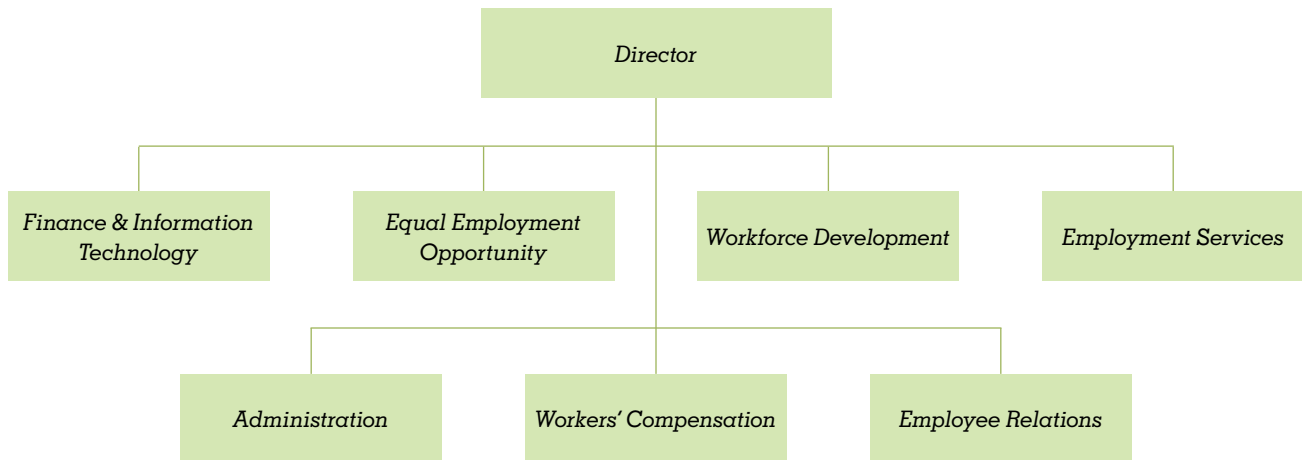 Director
Finance & Information
Technology
Equal Employment
Opportunity
Workforce Development
Employment Services
Administration
Workers’ Compensation
Employee Relations